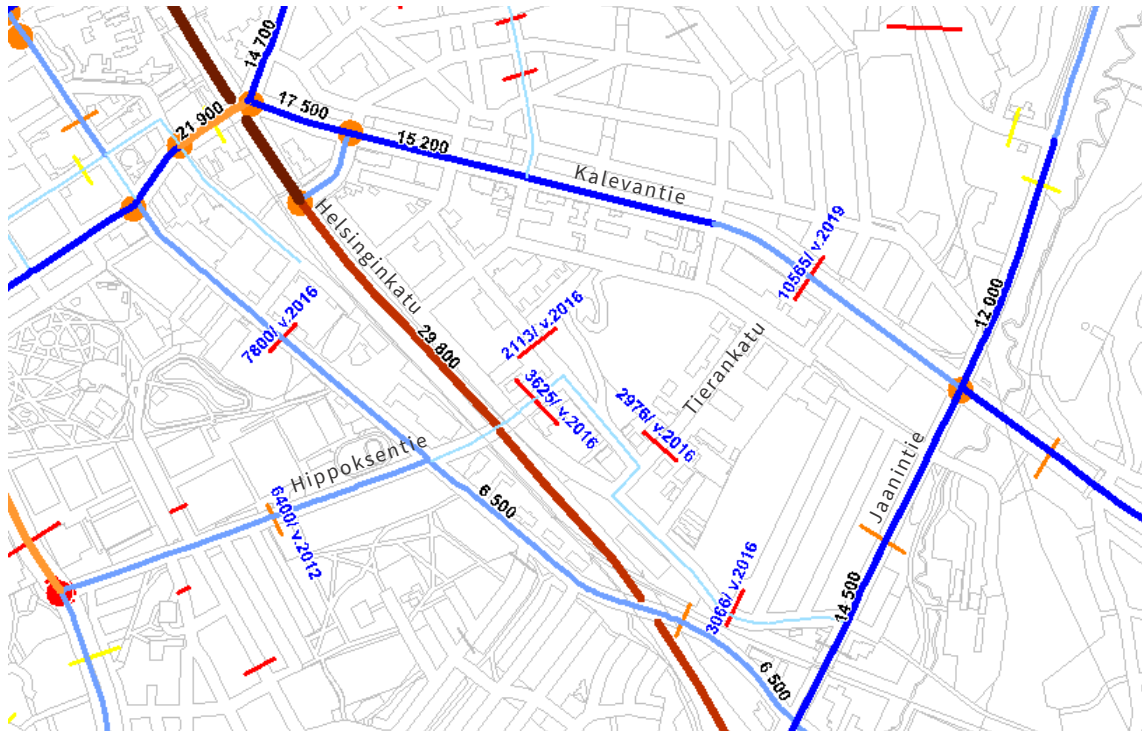 14 700
17 500
21 900
15 200
Kalevantie
Helsinginkatu
10565/ v.2019
12 000
7800/ v.2016
2113/ v.2016
29 800
Tierankatu
3625/ v.2016
2976/ v.2016
Hippoksentie
6400/ v.2012
6 500
Jaanintie
3066/ v.2016
14 500
6 500